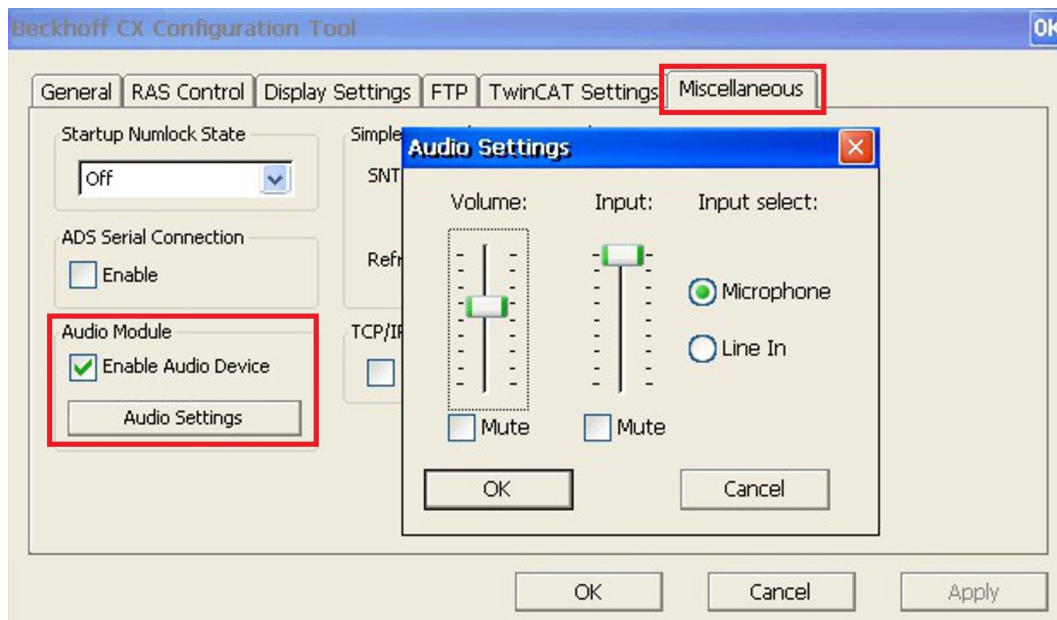 Beckhoff CX Configuration Tool
OK
General RAS Control Display Settings FTP TwinCAT Settings Miscellaneous
Startup Numlock State
Off
ADS Serial Connection
Enable
Audio Module
Enable Audio Device
Audio Settings
Simple
SNT
Refr
TCP/IP
Audio Settings
Volume: Input: Input select:
Microphone
Line In
Mute Mute
OK Cancel
OK Cancel Apply